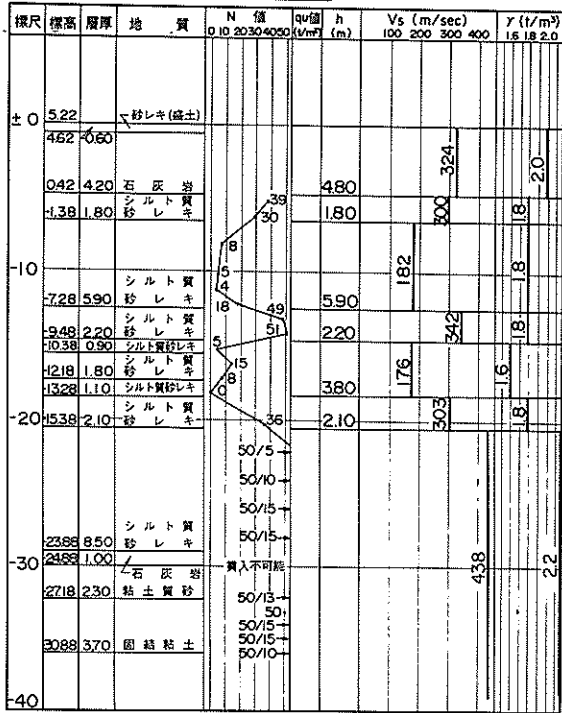 標尺 標高 層厚 地質 N値 qu値 (t/m²) h (m) Vs (m/sec) γ (t/m³)
0 10 20 30 40 50 100 200 300 400 1.6 1.8 2.0
±0 5.22 砂レキ(盛土)
4.62 0.60
324 2.0
0.42 4.20 石灰岩 39 4.80
シルト質
-1.38 1.80 砂レキ 30 1.80 300 1.8
8
182 1.8
-10 シルト質 5
4
-7.28 5.90 砂レキ 18 5.90
シルト質 49
-9.48 2.20 砂レキ 51 2.20 342 1.8
-10.38 0.90 シルト質砂レキ 5
シルト質 15
-12.18 1.80 砂レキ 8 176 1.6
-13.28 1.10 シルト質砂レキ 0 3.80
シルト質
-20 -15.38 2.10 砂レキ 36 2.10 303 1.8
50/5
50/10
50/15
シルト質 50/15
-23.88 8.50 砂レキ
-24.88 1.00
-30 石灰岩 貫入不可能 438 2.2
-27.18 2.30 粘土質砂 50/13
50
50/15
50/15
-30.88 3.70 固結粘土 50/10
-40